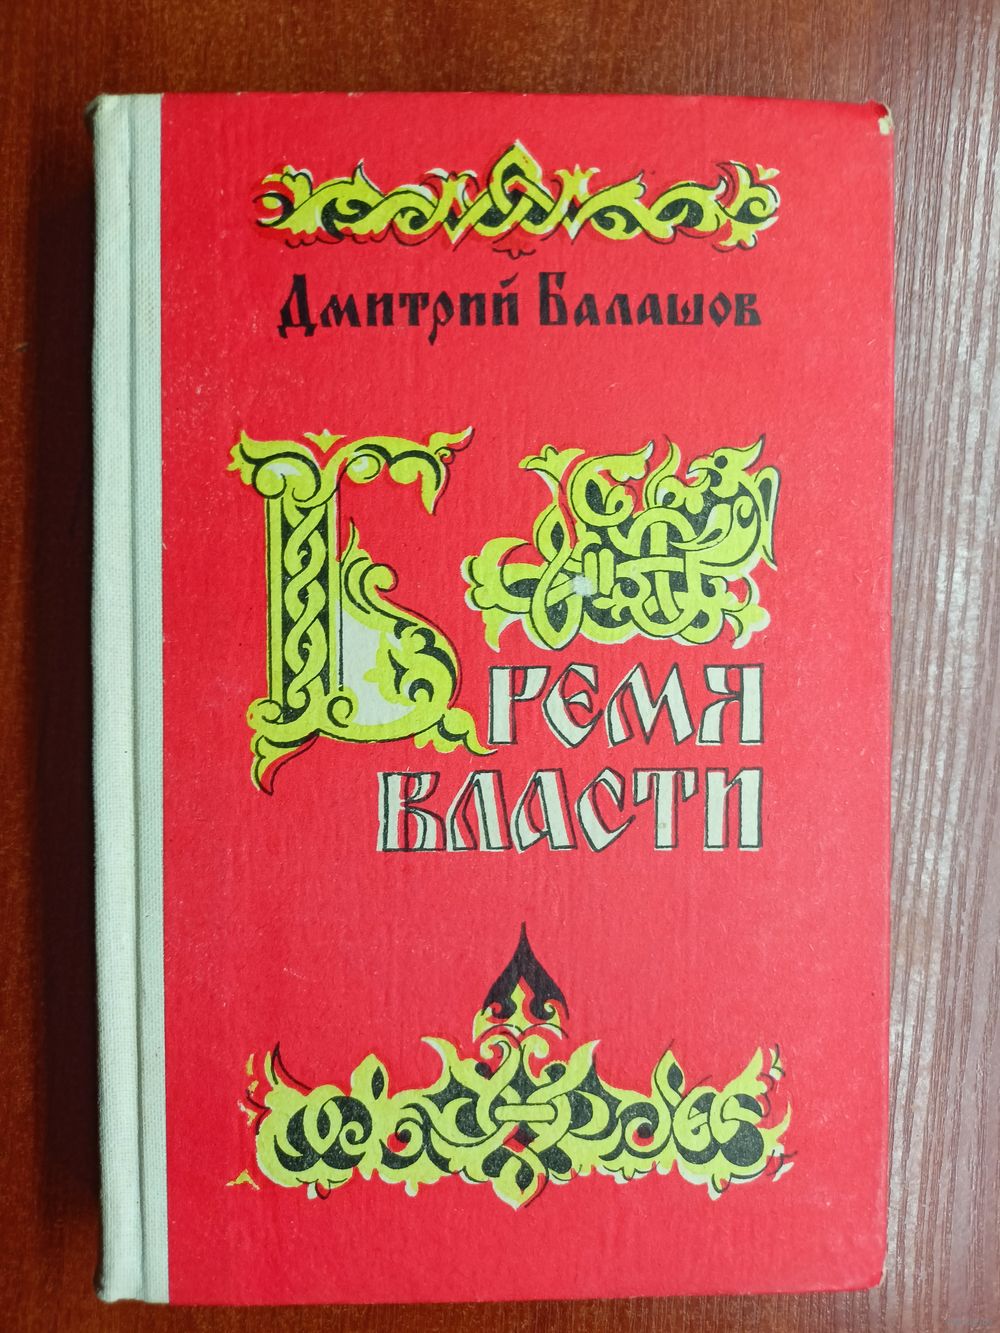 Дмитрий Балашов
Бремя
власти